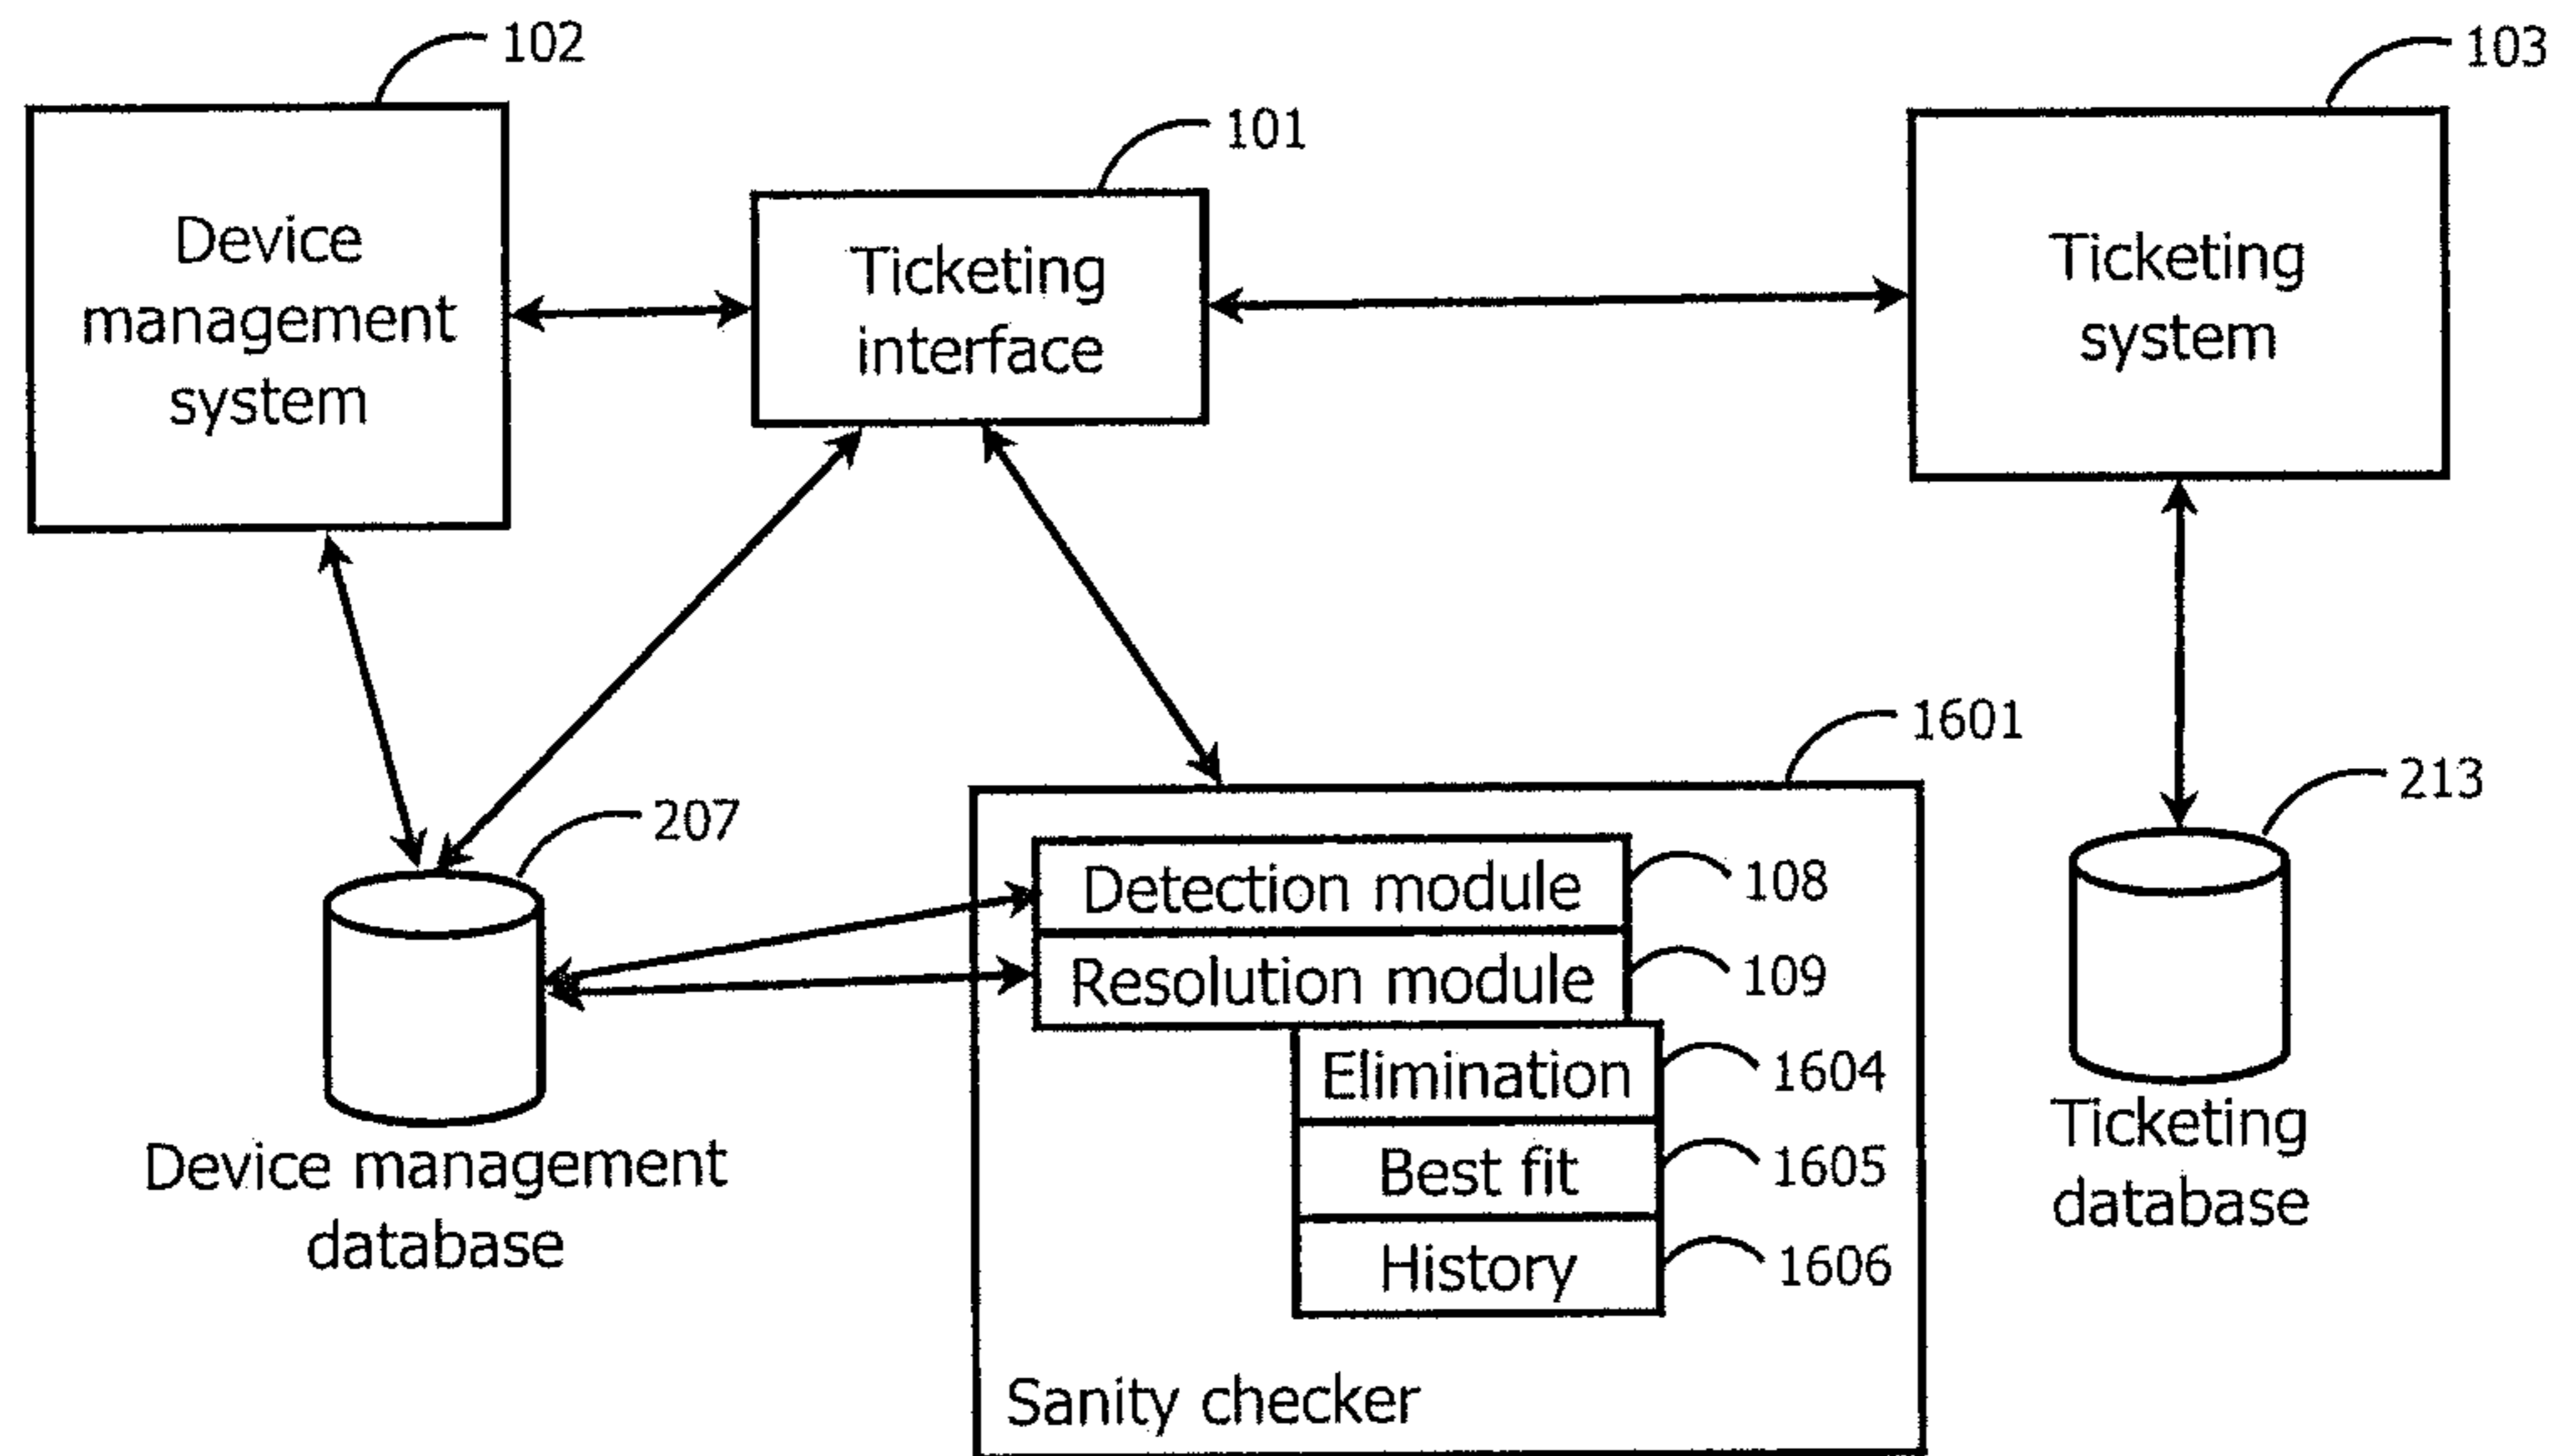 102
103
101
Device
management
system
Ticketing
interface
Ticketing
system
1601
207
213
Detection module
108
Resolution module
109
Elimination
1604
Best fit
1605
History
1606
Device management
database
Ticketing
database
Sanity checker